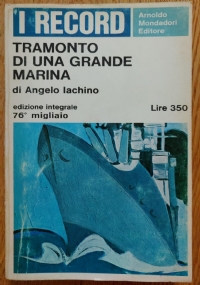 I RECORD
Arnoldo
Mondadori
Editore
TRAMONTO
DI UNA GRANDE
MARINA
di Angelo Iachino
edizione integrale
76° migliaio
Lire 350